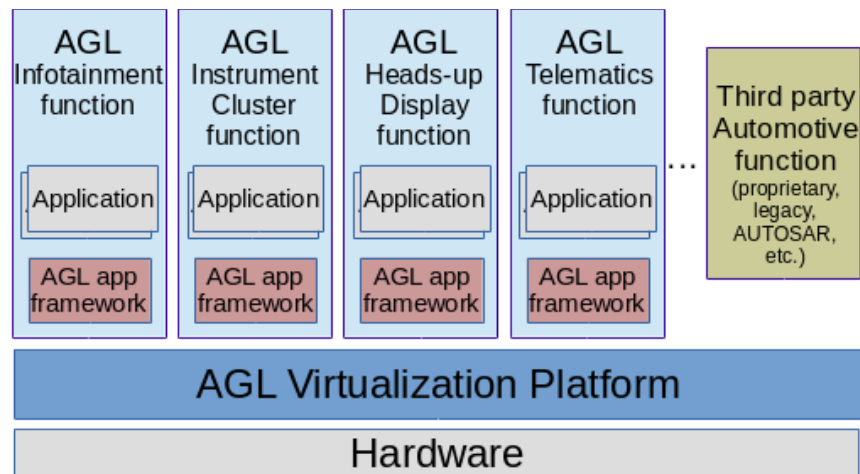 AGL
Infotainment
function
Application
AGL app
framework
AGL
Instrument
Cluster
function
Application
AGL app
framework
AGL
Heads-up
Display
function
Application
AGL app
framework
AGL
Telematics
function
Application
AGL app
framework
...
Third party
Automotive
function
(proprietary,
legacy,
AUTOSAR,
etc.)
AGL Virtualization Platform
Hardware